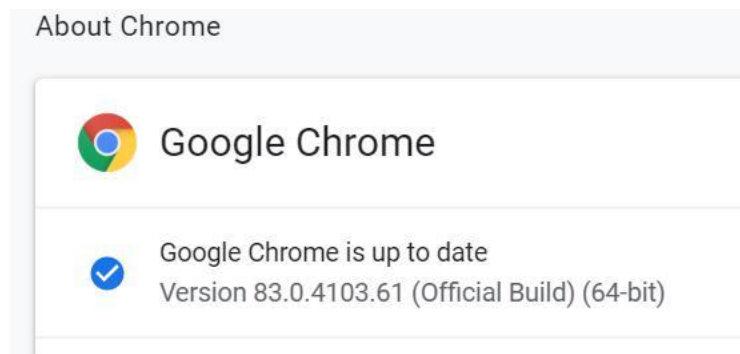 About Chrome
Google Chrome
Google Chrome is up to date
Version 83.0.4103.61 (Official Build) (64-bit)